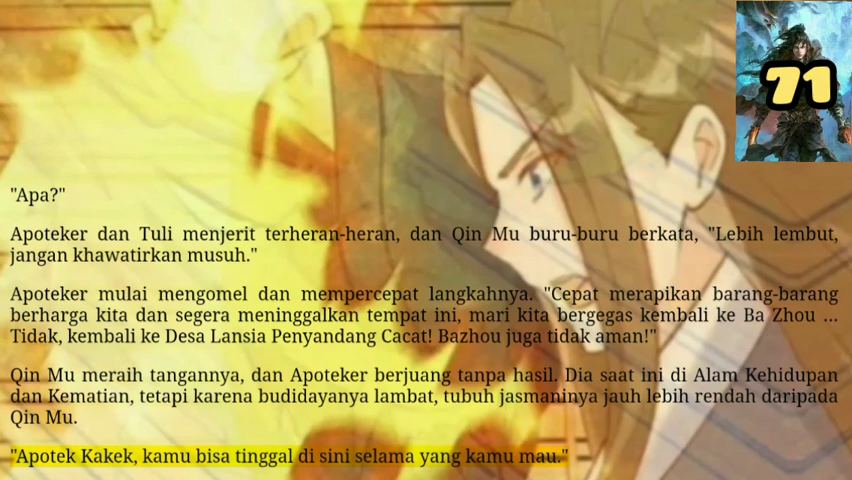 71
"Apa?"
Apoteker dan Tuli menjerit terheran-heran, dan Qin Mu buru-buru berkata, "Lebih lembut,
jangan khawatirkan musuh."
Apoteker mulai mengomel dan mempercepat langkahnya. "Cepat merapikan barang-barang
berharga kita dan segera meninggalkan tempat ini, mari kita bergegas kembali ke Ba Zhou ...
Tidak, kembali ke Desa Lansia Penyandang Cacat! Bazhou juga tidak aman!"
Qin Mu meraih tangannya, dan Apoteker berjuang tanpa hasil. Dia saat ini di Alam Kehidupan
dan Kematian, tetapi karena budidayanya lambat, tubuh jasmaninya jauh lebih rendah daripada
Qin Mu.
"Apotek Kakek, kamu bisa tinggal di sini selama yang kamu mau."